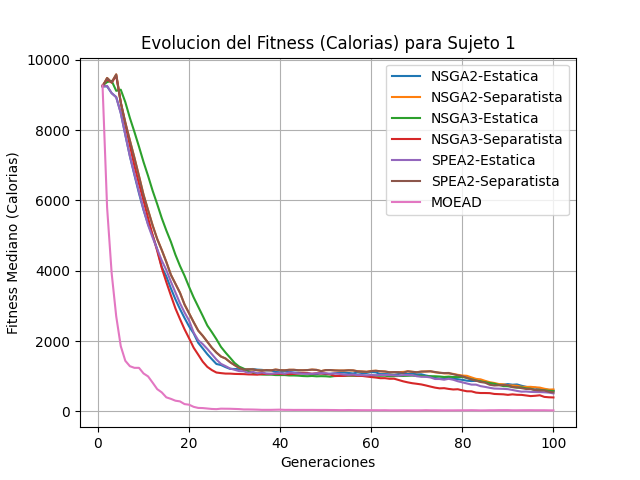 Evolucion del Fitness (Calorias) para Sujeto 1
NSGA2-Estatica
NSGA2-Separatista
NSGA3-Estatica
NSGA3-Separatista
SPEA2-Estatica
SPEA2-Separatista
MOEAD
Fitness Mediano (Calorias)
10000
8000
6000
4000
2000
0
0 20 40 60 80 100
Generaciones